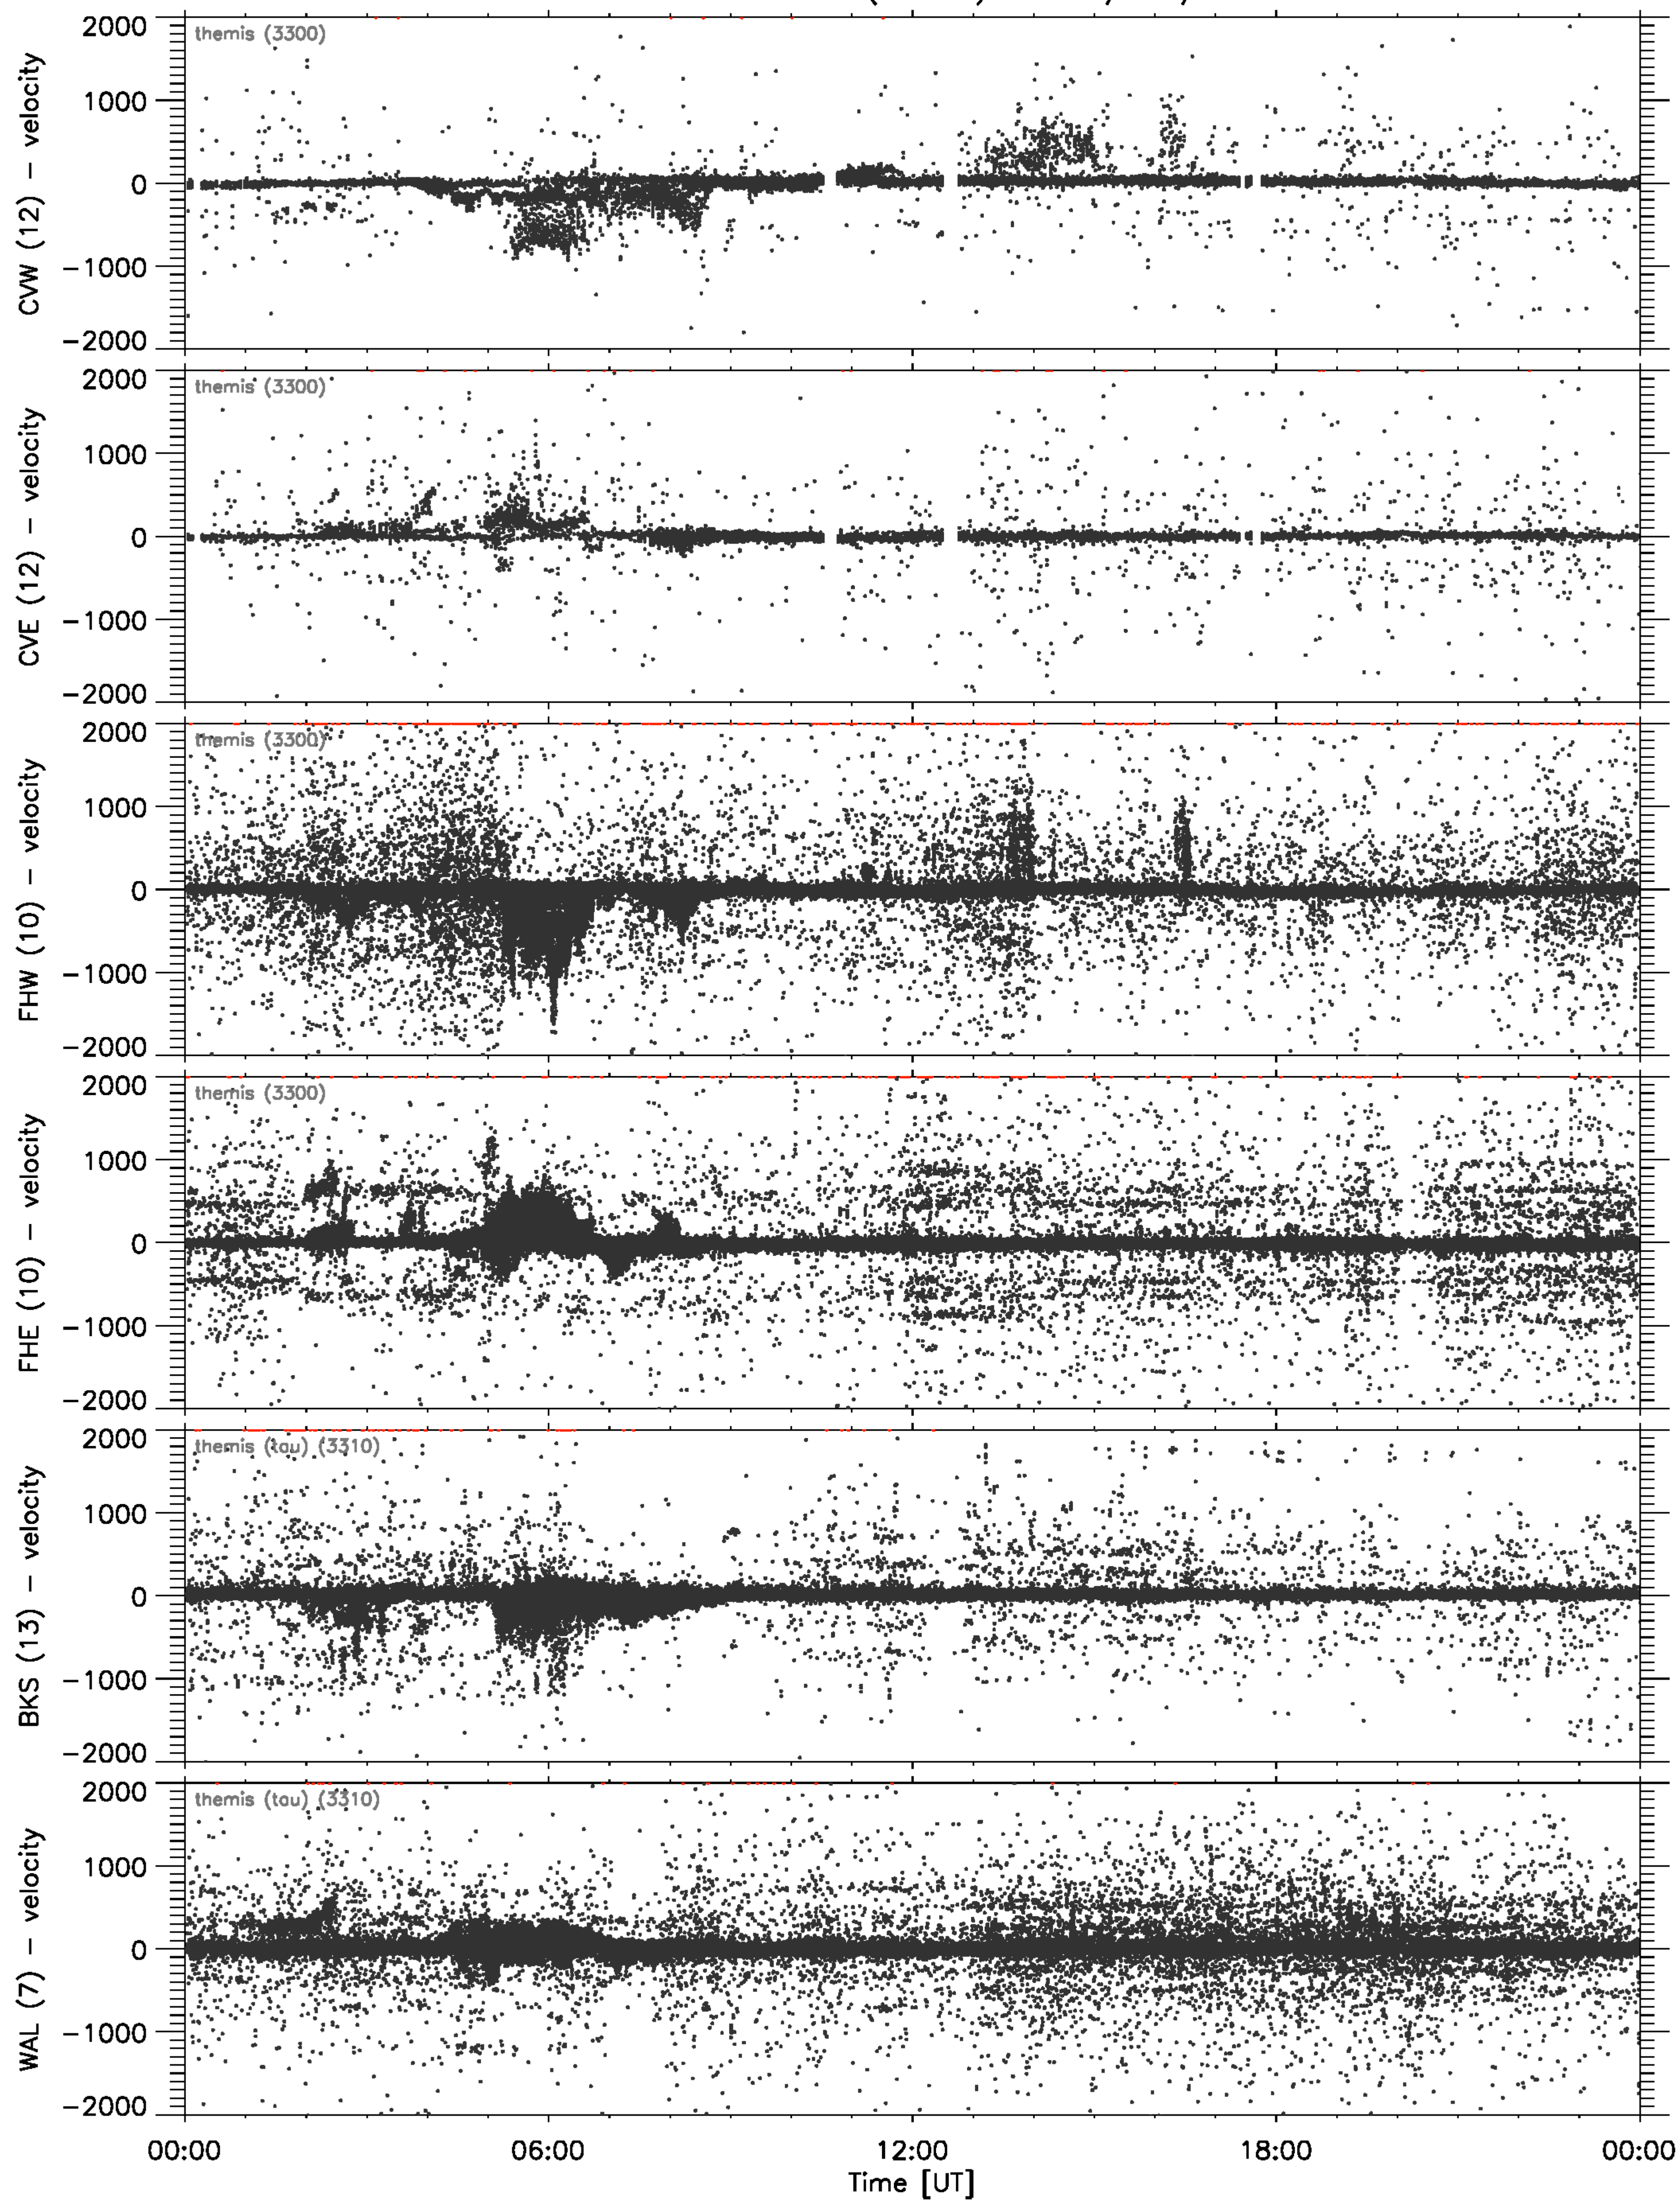 2000
themis (3300)
1000
CVW (12) – velocity
0
–1000
–2000
2000
themis (3300)
1000
CVE (12) – velocity
0
–1000
–2000
2000
themis (3300)
1000
FHW (10) – velocity
0
–1000
–2000
2000
themis (3300)
1000
FHE (10) – velocity
0
–1000
–2000
2000
themis (tau) (3310)
1000
BKS (13) – velocity
0
–1000
–2000
2000
themis (tau) (3310)
1000
WAL (7) – velocity
0
–1000
–2000
00:00 06:00 12:00 18:00 00:00
Time [UT]